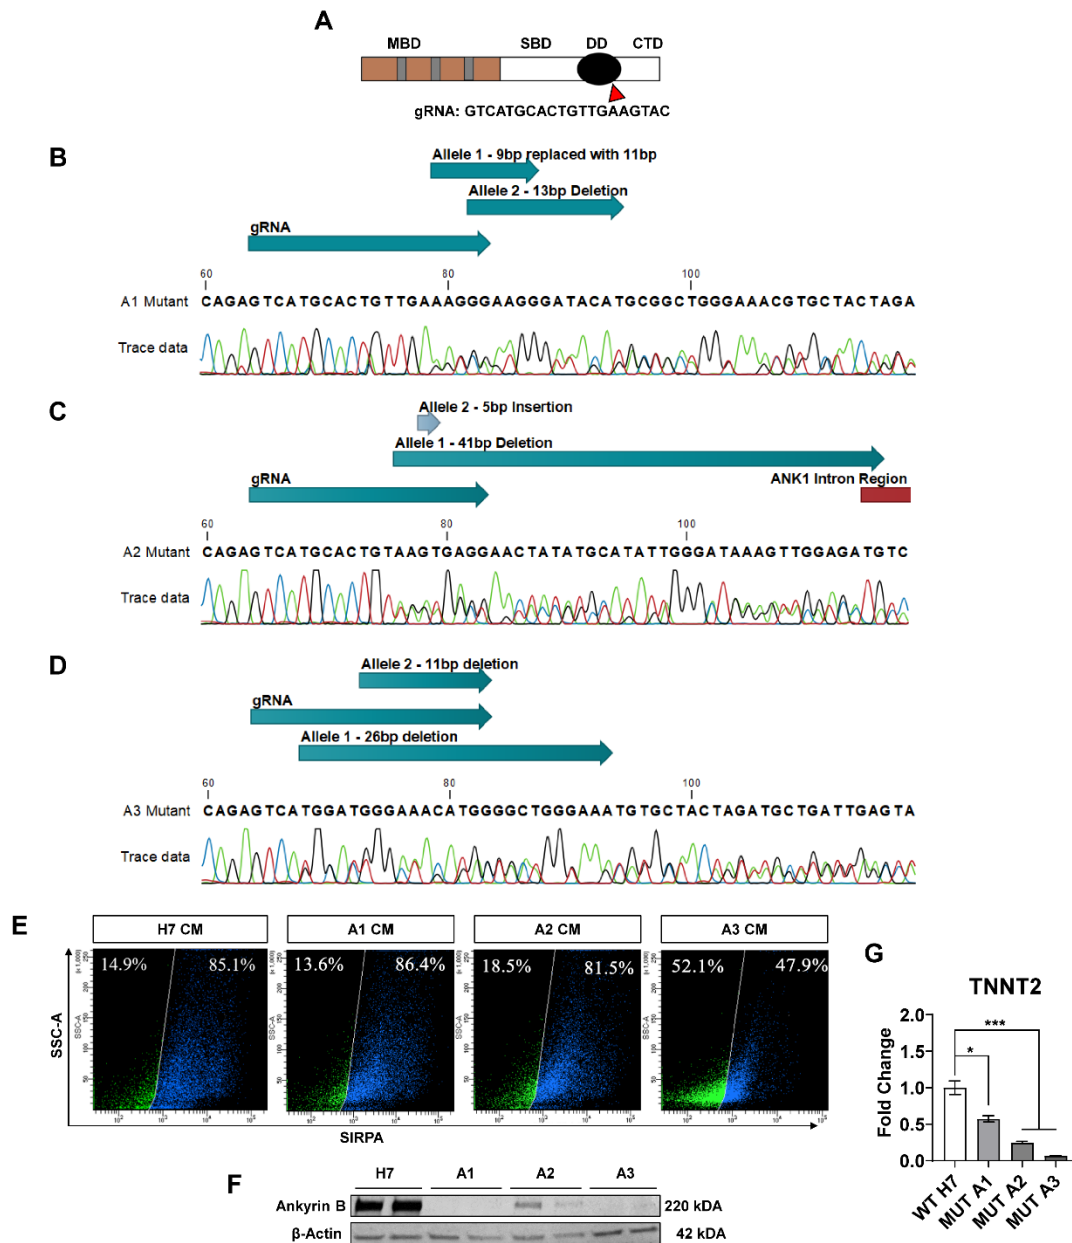 A
MBD SBD DD CTD
gRNA: GTCATGCACTGTTGAAGTAC
B
Allele 1 - 9bp replaced with 11bp
Allele 2 - 13bp Deletion
gRNA
60 80 100
A1 Mutant CAGAGTCATGCACTGTTGAAAGGGAAGGGATACATGCGGCTGGGAAACGTGCTACTAGA
Trace data
C
Allele 2 - 5bp Insertion
Allele 1 - 41bp Deletion
ANK1 Intron Region
gRNA
60 80 100
A2 Mutant CAGAGTCATGCACTGTAAGTGAGGAACTATATGCATATTGGGATAAAGTTGGAGATGTC
Trace data
D
Allele 2 - 11bp deletion
gRNA
Allele 1 - 26bp deletion
60 80 100
A3 Mutant CAGAGTCATGGATGGGAAACATGGGGCTGGGAAATGTGCTACTAGATGCTGATTGAGTA
Trace data
E
H7 CM A1 CM A2 CM A3 CM
14.9% 85.1% 13.6% 86.4% 18.5% 81.5% 52.1% 47.9%
SSC-A
SIRPA
F
H7 A1 A2 A3
Ankyrin B 220 kDA
β-Actin 42 kDA
G
TNNT2
Fold Change
2.0
1.5
1.0
0.5
0.0
***
*
WT H7
MUT A1
MUT A2
MUT A3